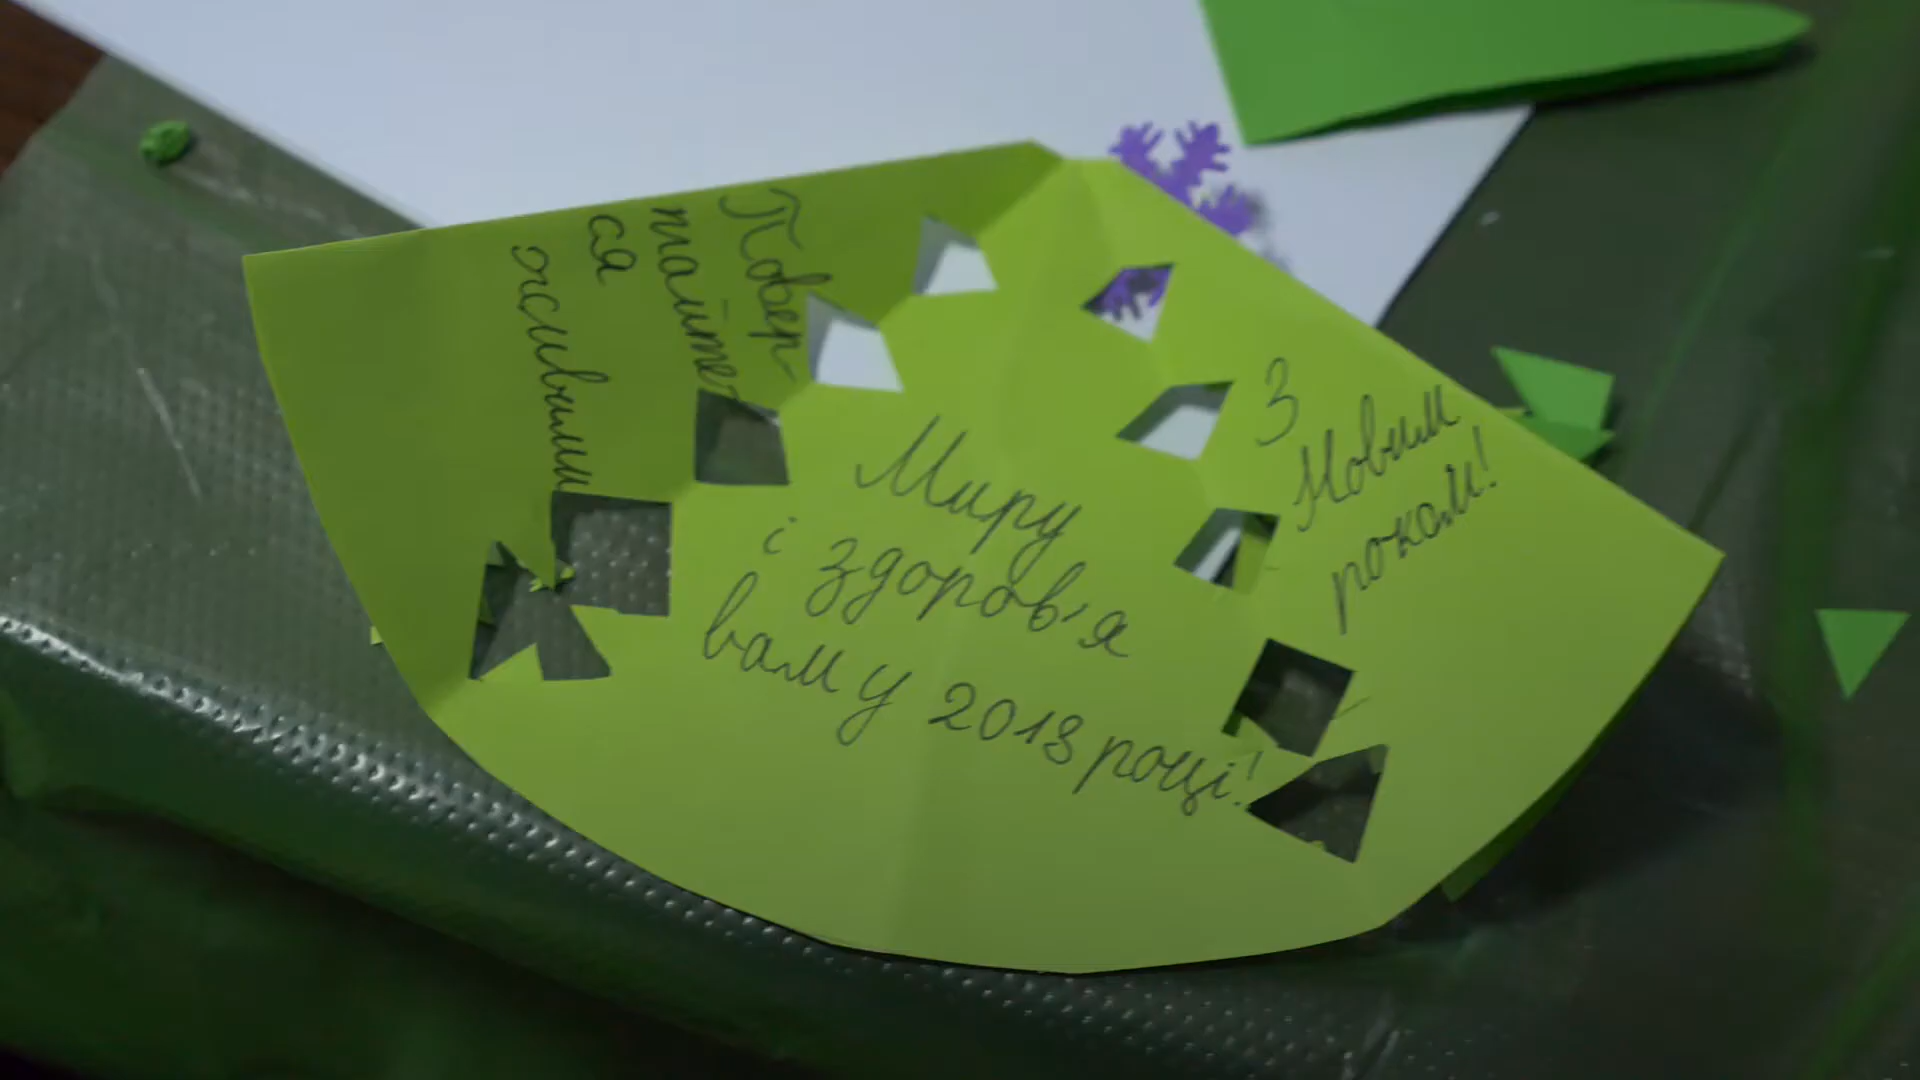 Повер-
тайте-
ся
живими
Миру
і здоров'я
вам у 2018 році!
З
Новим
роком!